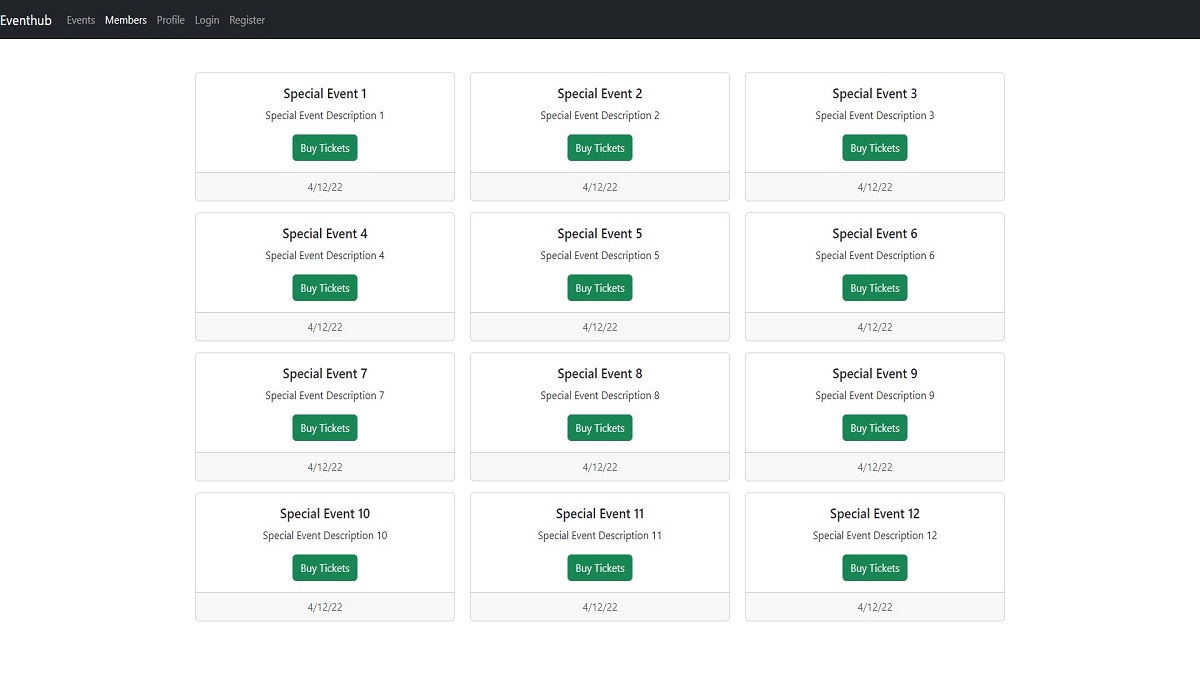 Eventhub Events Members Profile Login Register
Special Event 1
Special Event Description 1
Buy Tickets
4/12/22
Special Event 2
Special Event Description 2
Buy Tickets
4/12/22
Special Event 3
Special Event Description 3
Buy Tickets
4/12/22
Special Event 4
Special Event Description 4
Buy Tickets
4/12/22
Special Event 5
Special Event Description 5
Buy Tickets
4/12/22
Special Event 6
Special Event Description 6
Buy Tickets
4/12/22
Special Event 7
Special Event Description 7
Buy Tickets
4/12/22
Special Event 8
Special Event Description 8
Buy Tickets
4/12/22
Special Event 9
Special Event Description 9
Buy Tickets
4/12/22
Special Event 10
Special Event Description 10
Buy Tickets
4/12/22
Special Event 11
Special Event Description 11
Buy Tickets
4/12/22
Special Event 12
Special Event Description 12
Buy Tickets
4/12/22